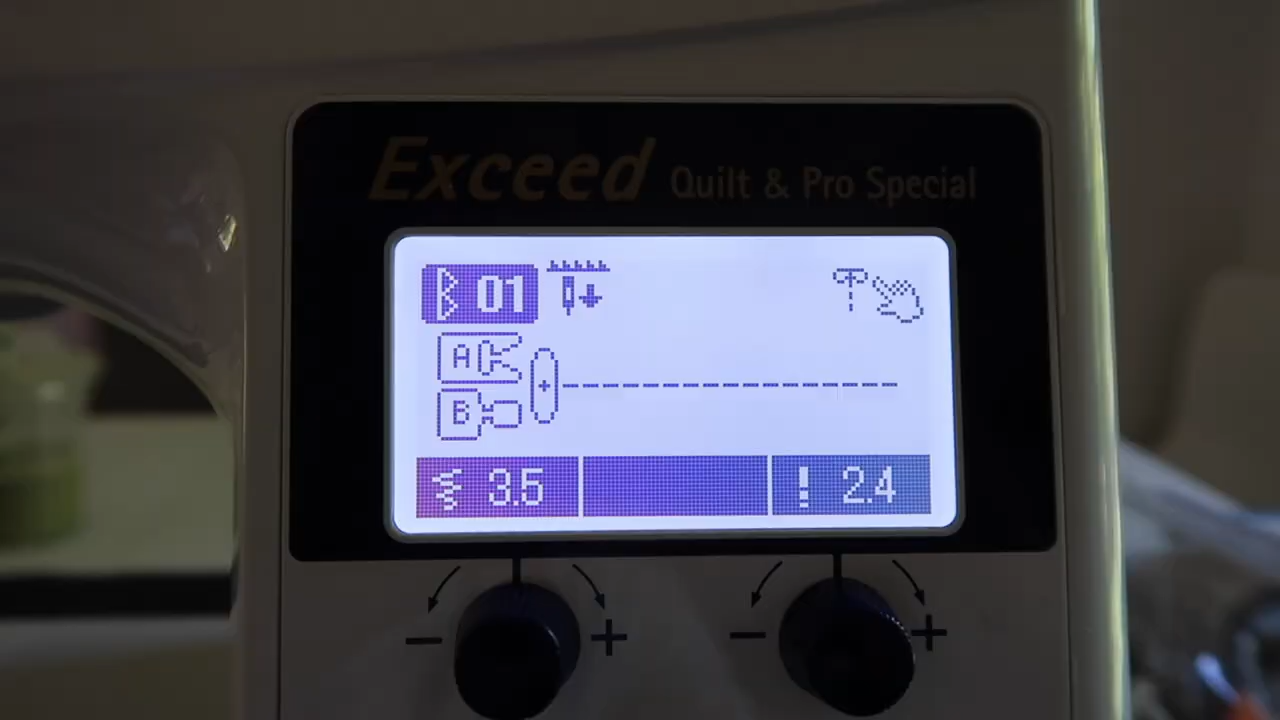 Exceed Quilt & Pro Special
01
A
B
3.5 2.4
− + − +